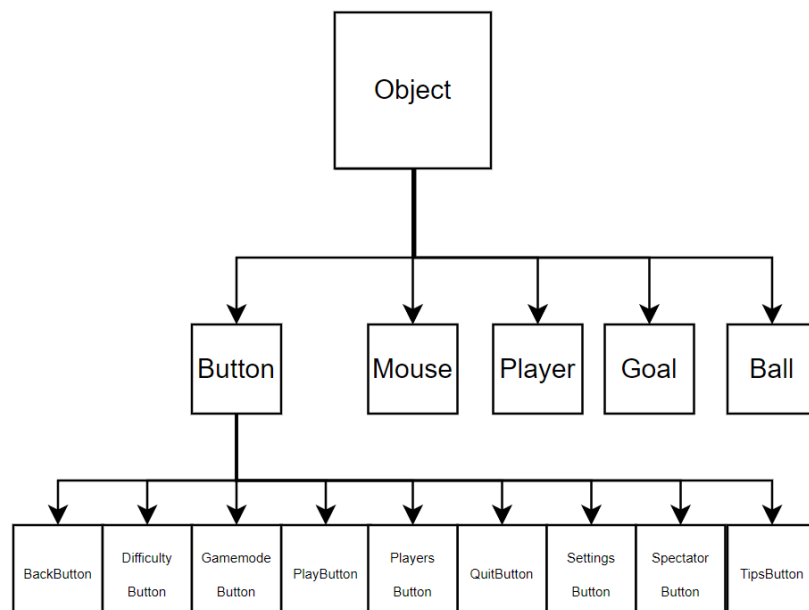 Object
Button
Mouse
Player
Goal
Ball
BackButton
Difficulty
Button
Gamemode
Button
PlayButton
Players
Button
QuitButton
Settings
Button
Spectator
Button
TipsButton